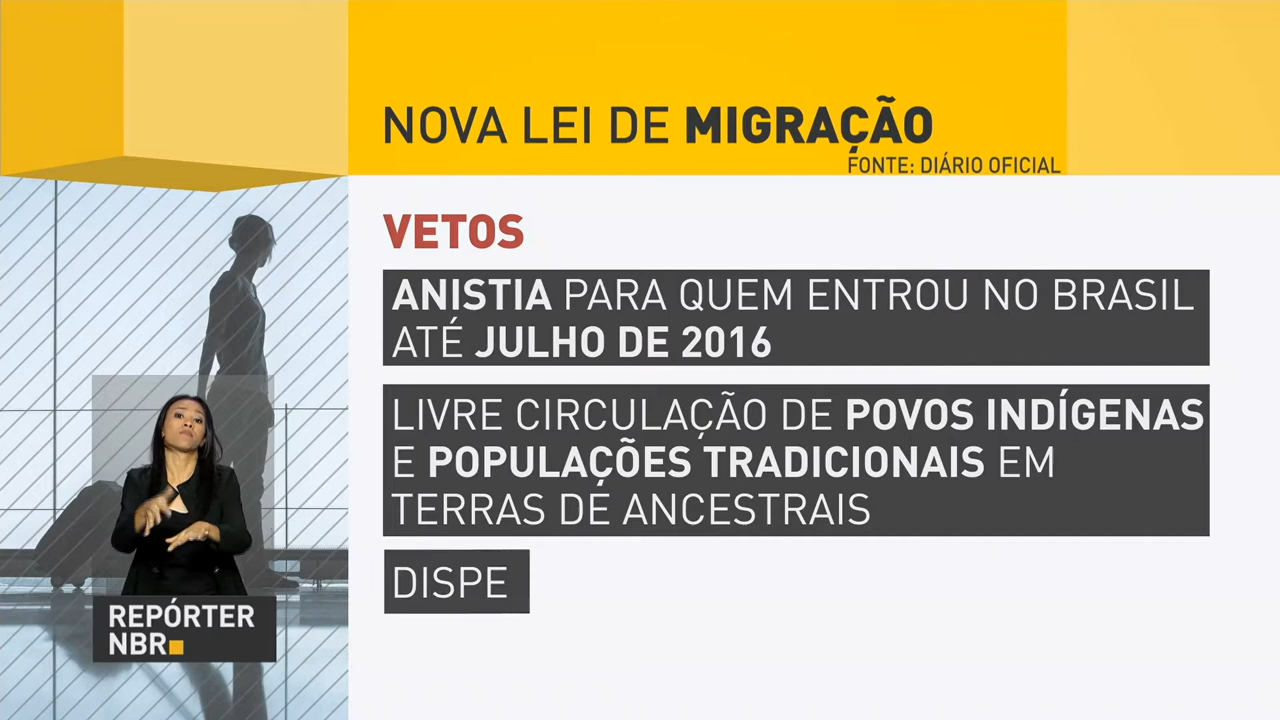 NOVA LEI DE MIGRAÇÃO
FONTE: DIÁRIO OFICIAL
VETOS
ANISTIA PARA QUEM ENTROU NO BRASIL
ATÉ JULHO DE 2016
LIVRE CIRCULAÇÃO DE POVOS INDÍGENAS
E POPULAÇÕES TRADICIONAIS EM
TERRAS DE ANCESTRAIS
DISPE
REPÓRTER
NBR